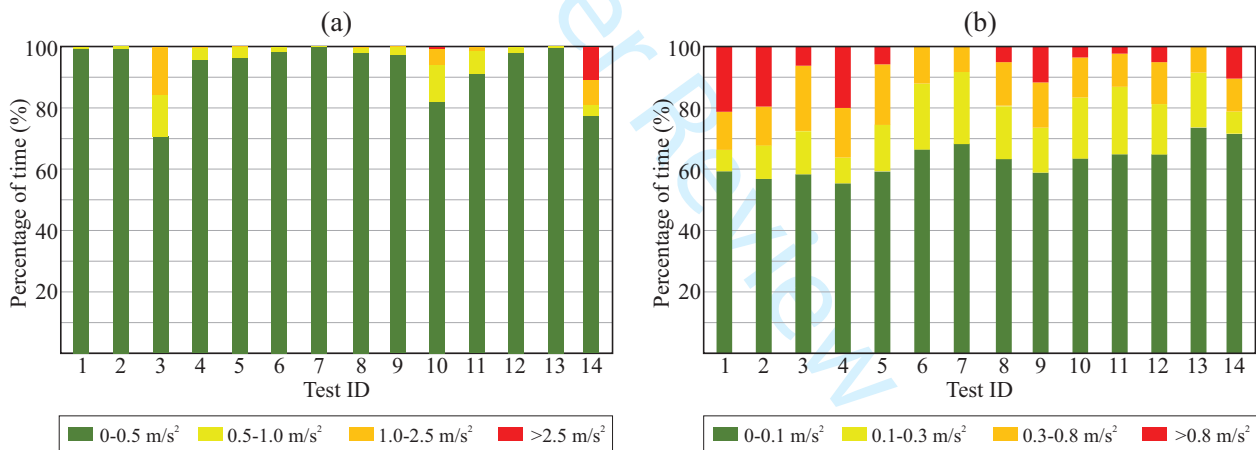 (a)
Percentage of time (%)
100
80
60
40
20
1 2 3 4 5 6 7 8 9 10 11 12 13 14
Test ID
0-0.5 m/s² 0.5-1.0 m/s² 1.0-2.5 m/s² >2.5 m/s²
(b)
Percentage of time (%)
100
80
60
40
20
1 2 3 4 5 6 7 8 9 10 11 12 13 14
Test ID
0-0.1 m/s² 0.1-0.3 m/s² 0.3-0.8 m/s² >0.8 m/s²
er Review